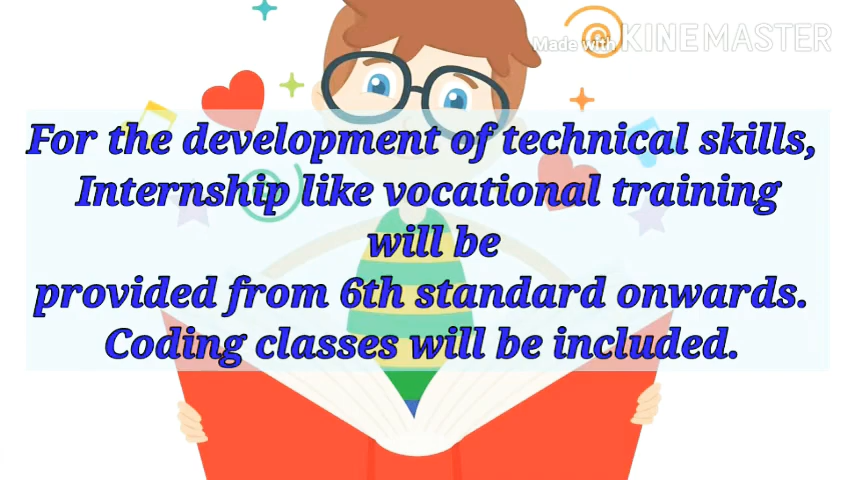 Made with KINEMASTER
For the development of technical skills,
Internship like vocational training
will be
provided from 6th standard onwards.
Coding classes will be included.